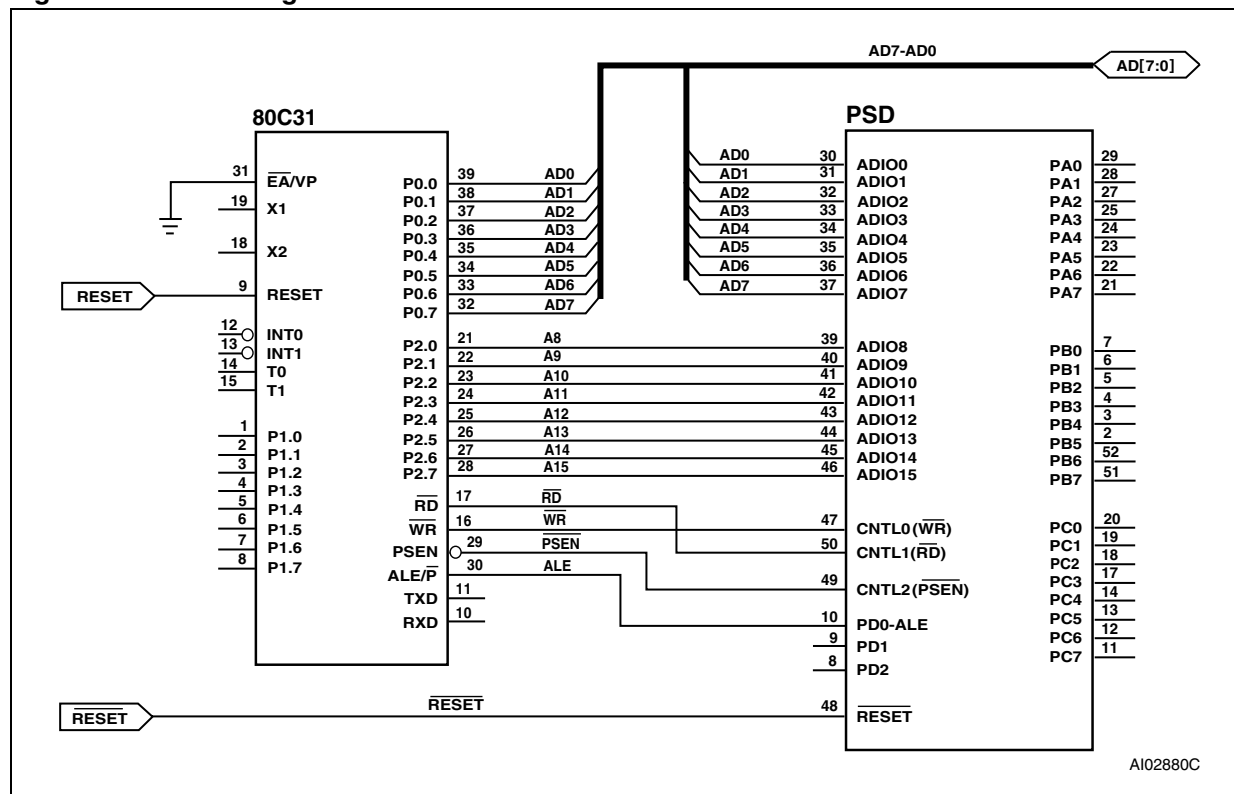 AD7-AD0
AD[7:0]
80C31
PSD
31 EA/VP
19 X1
18 X2
RESET 9 RESET
12 INT0
13 INT1
14 T0
15 T1
1 P1.0
2 P1.1
3 P1.2
4 P1.3
5 P1.4
6 P1.5
7 P1.6
8 P1.7
P0.0 39 AD0
P0.1 38 AD1
P0.2 37 AD2
P0.3 36 AD3
P0.4 35 AD4
P0.5 34 AD5
P0.6 33 AD6
P0.7 32 AD7
P2.0 21 A8
P2.1 22 A9
P2.2 23 A10
P2.3 24 A11
P2.4 25 A12
P2.5 26 A13
P2.6 27 A14
P2.7 28 A15
RD 17 RD
WR 16 WR
PSEN 29 PSEN
ALE/P 30 ALE
TXD 11
RXD 10
AD0 30 ADIO0
AD1 31 ADIO1
AD2 32 ADIO2
AD3 33 ADIO3
AD4 34 ADIO4
AD5 35 ADIO5
AD6 36 ADIO6
AD7 37 ADIO7
39 ADIO8
40 ADIO9
41 ADIO10
42 ADIO11
43 ADIO12
44 ADIO13
45 ADIO14
46 ADIO15
47 CNTL0(WR)
50 CNTL1(RD)
49 CNTL2(PSEN)
10 PD0-ALE
9 PD1
8 PD2
RESET RESET 48 RESET
PA0 29
PA1 28
PA2 27
PA3 25
PA4 24
PA5 23
PA6 22
PA7 21
PB0 7
PB1 6
PB2 5
PB3 4
PB4 3
PB5 2
PB6 52
PB7 51
PC0 20
PC1 19
PC2 18
PC3 17
PC4 14
PC5 13
PC6 12
PC7 11
AI02880C